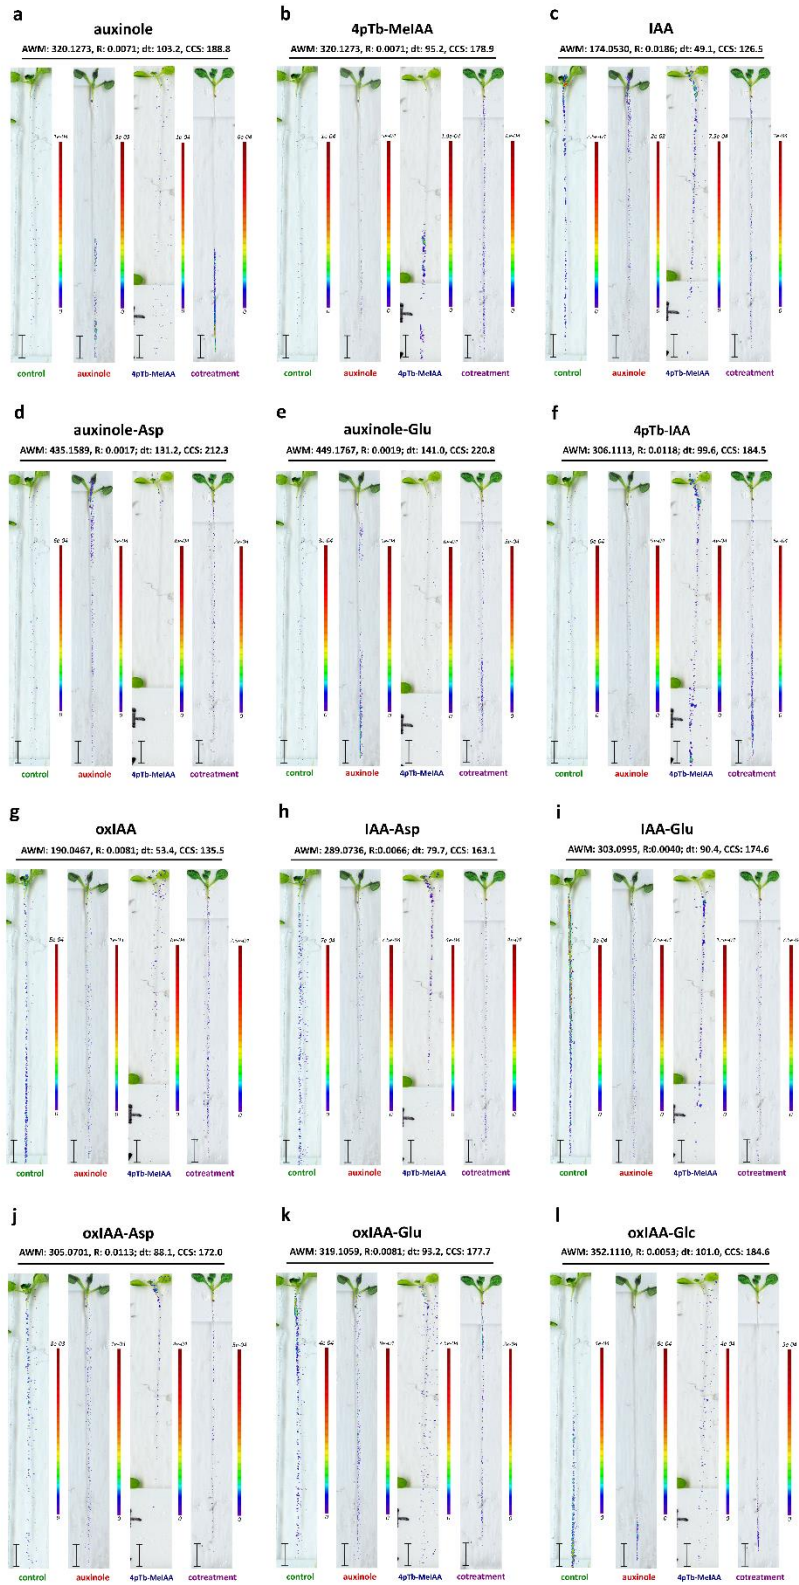 a
auxinole
AWM: 320.1273, R: 0.0071; dt: 103.2, CCS: 188.8
control
auxinole
4pTb-MeIAA
cotreatment
b
4pTb-MeIAA
AWM: 320.1273, R: 0.0071; dt: 95.2, CCS: 178.9
control
auxinole
4pTb-MeIAA
cotreatment
c
IAA
AWM: 174.0530, R: 0.0186; dt: 49.1, CCS: 126.5
control
auxinole
4pTb-MeIAA
cotreatment
d
auxinole-Asp
AWM: 435.1589, R: 0.0017; dt: 131.2, CCS: 212.3
control
auxinole
4pTb-MeIAA
cotreatment
e
auxinole-Glu
AWM: 449.1767, R: 0.0019; dt: 141.0, CCS: 220.8
control
auxinole
4pTb-MeIAA
cotreatment
f
4pTb-IAA
AWM: 306.1113, R: 0.0118; dt: 99.6, CCS: 184.5
control
auxinole
4pTb-MeIAA
cotreatment
g
oxIAA
AWM: 190.0467, R: 0.0081; dt: 53.4, CCS: 135.5
control
auxinole
4pTb-MeIAA
cotreatment
h
IAA-Asp
AWM: 289.0736, R: 0.0066; dt: 79.7, CCS: 163.1
control
auxinole
4pTb-MeIAA
cotreatment
i
IAA-Glu
AWM: 303.0995, R:0.0040; dt: 90.4, CCS: 174.6
control
auxinole
4pTb-MeIAA
cotreatment
j
oxIAA-Asp
AWM: 305.0701, R: 0.0113; dt: 88.1, CCS: 172.0
control
auxinole
4pTb-MeIAA
cotreatment
k
oxIAA-Glu
AWM: 319.1059, R:0.0081; dt: 93.2, CCS: 177.7
control
auxinole
4pTb-MeIAA
cotreatment
l
oxIAA-Glc
AWM: 352.1110, R: 0.0053; dt: 101.0, CCS: 184.6
control
auxinole
4pTb-MeIAA
cotreatment